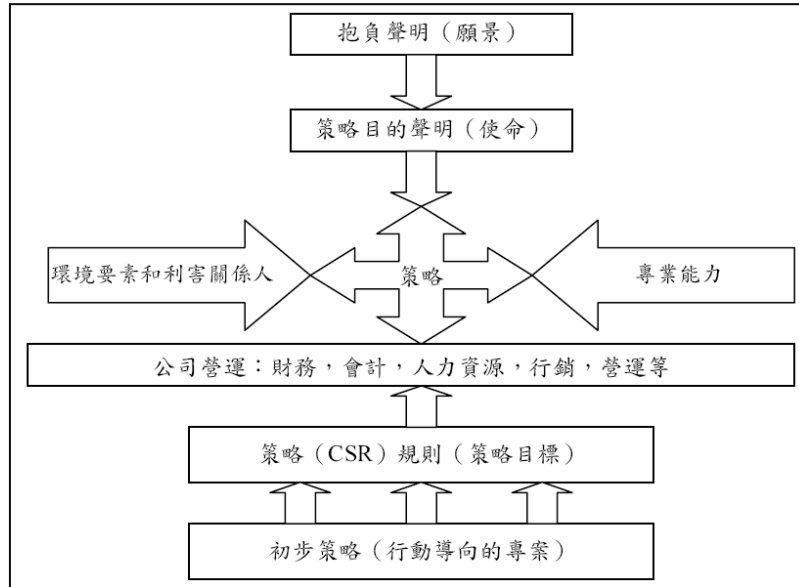 抱負聲明（願景）
策略目的聲明（使命）
環境要素和利害關係人
策略
專業能力
公司營運：財務，會計，人力資源，行銷，營運等
策略（CSR）規則（策略目標）
初步策略（行動導向的專案）